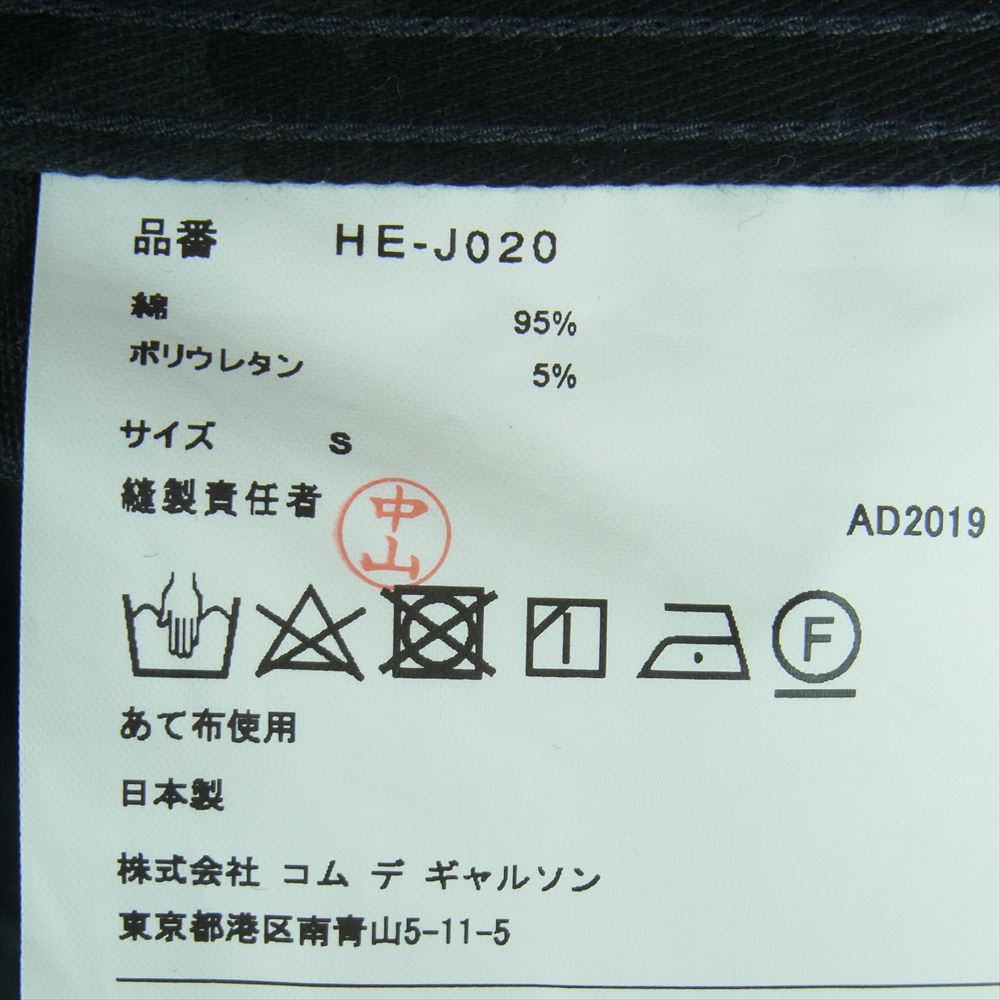 品番 HE-J020
綿 95%
ポリウレタン 5%
サイズ S
縫製責任者 中山
AD2019
F
あて布使用
日本製
株式会社 コム デ ギャルソン
東京都港区南青山5-11-5